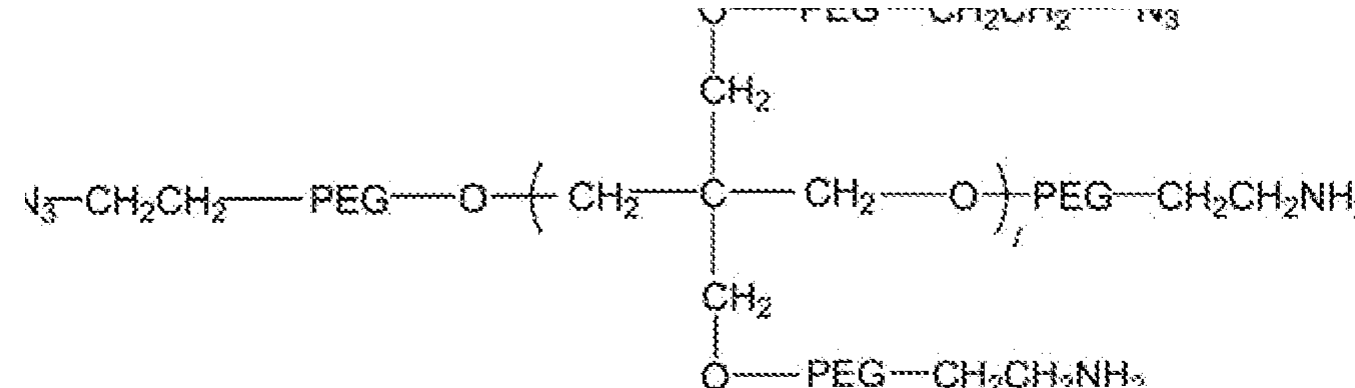 O PEG CH₂CH₂ N₃
CH₂
N₃ CH₂CH₂ PEG O ( CH₂ C CH₂ O ) PEG CH₂CH₂NH
CH₂
O PEG CH₂CH₂NH₂